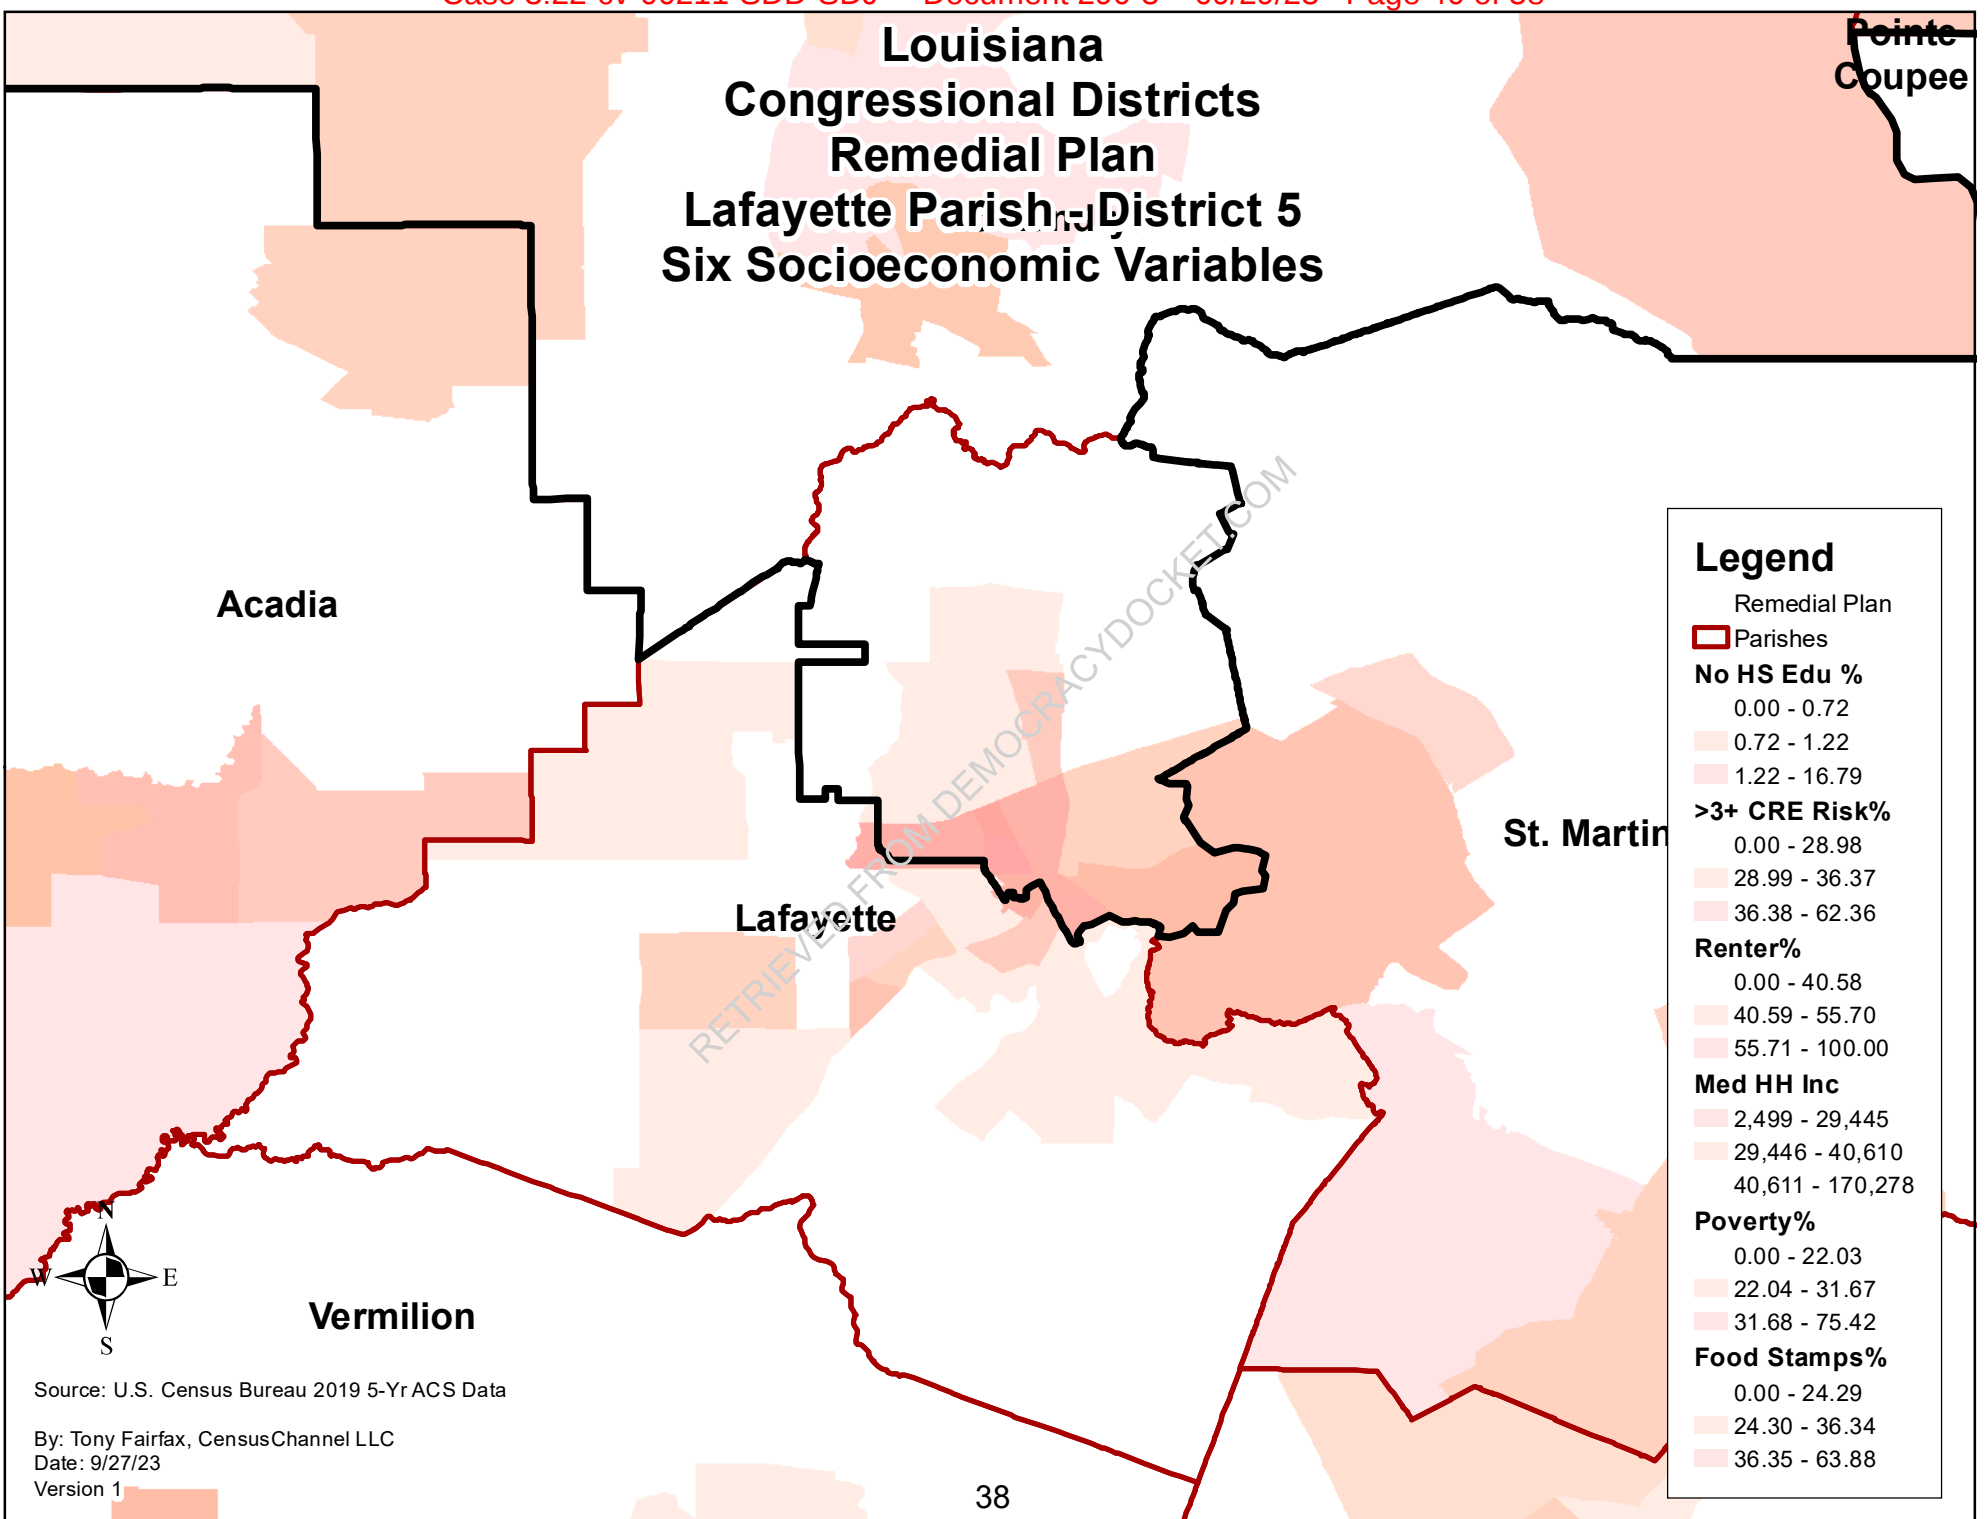 Louisiana
Congressional Districts
Remedial Plan
Lafayette Parish - District 5
Six Socioeconomic Variables
Pointe
Coupee
Acadia
St. Martin
Lafayette
Vermilion
RETRIEVED FROM DEMOCRACYDOCKET.COM
Legend
Remedial Plan
Parishes
No HS Edu %
0.00 - 0.72
0.72 - 1.22
1.22 - 16.79
>3+ CRE Risk%
0.00 - 28.98
28.99 - 36.37
36.38 - 62.36
Renter%
0.00 - 40.58
40.59 - 55.70
55.71 - 100.00
Med HH Inc
2,499 - 29,445
29,446 - 40,610
40,611 - 170,278
Poverty%
0.00 - 22.03
22.04 - 31.67
31.68 - 75.42
Food Stamps%
0.00 - 24.29
24.30 - 36.34
36.35 - 63.88
N
W E
S
Source: U.S. Census Bureau 2019 5-Yr ACS Data
By: Tony Fairfax, CensusChannel LLC
Date: 9/27/23
Version 1
38